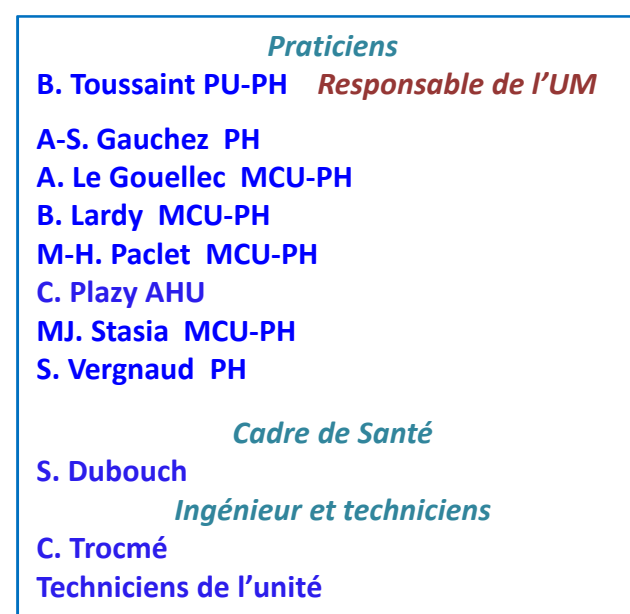 Praticiens
B. Toussaint PU-PH Responsable de l’UM
A-S. Gauchez PH
A. Le Gouellec MCU-PH
B. Lardy MCU-PH
M-H. Paclet MCU-PH
C. Plazy AHU
MJ. Stasia MCU-PH
S. Vergnaud PH
Cadre de Santé
S. Dubouch
Ingénieur et techniciens
C. Trocmé
Techniciens de l’unité